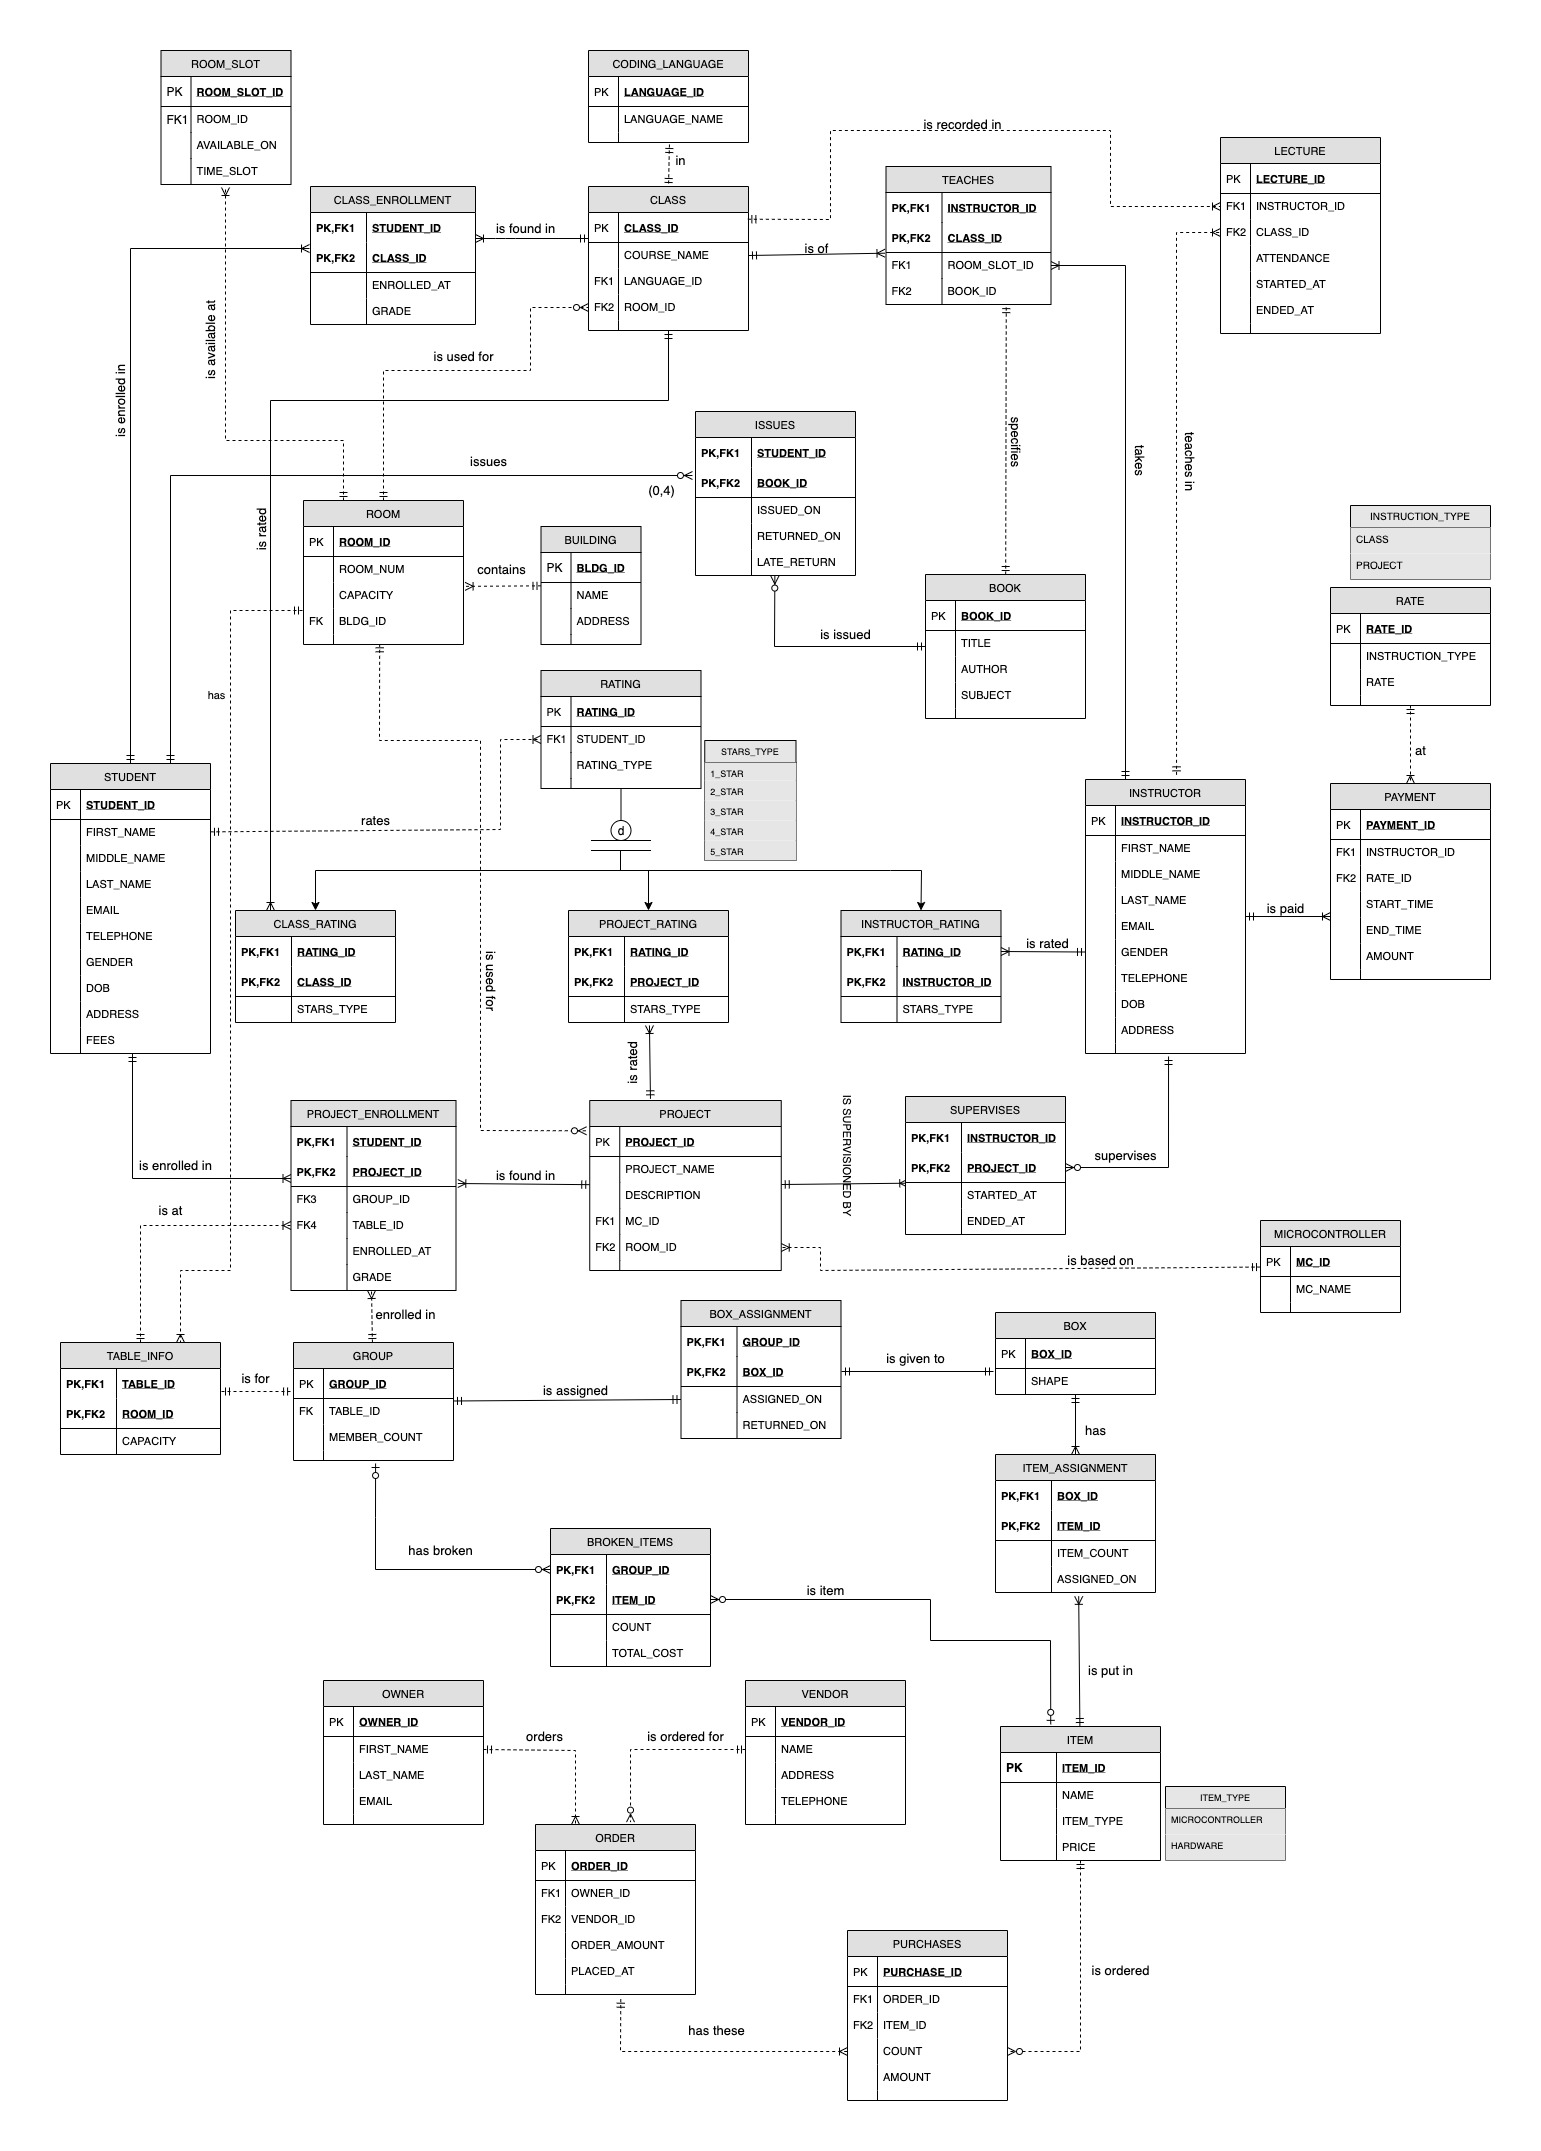 ROOM_SLOT
PK ROOM_SLOT_ID
FK1 ROOM_ID
AVAILABLE_ON
TIME_SLOT
CODING_LANGUAGE
PK LANGUAGE_ID
LANGUAGE_NAME
in
is recorded in
LECTURE
PK LECTURE_ID
FK1 INSTRUCTOR_ID
FK2 CLASS_ID
ATTENDANCE
STARTED_AT
ENDED_AT
CLASS_ENROLLMENT
PK,FK1 STUDENT_ID
PK,FK2 CLASS_ID
ENROLLED_AT
GRADE
is found in
CLASS
PK CLASS_ID
COURSE_NAME
FK1 LANGUAGE_ID
FK2 ROOM_ID
is of
TEACHES
PK,FK1 INSTRUCTOR_ID
PK,FK2 CLASS_ID
FK1 ROOM_SLOT_ID
FK2 BOOK_ID
is available at
is used for
is enrolled in
ISSUES
PK,FK1 STUDENT_ID
PK,FK2 BOOK_ID
ISSUED_ON
RETURNED_ON
LATE_RETURN
issues
(0,4)
specifies
takes
teaches in
is rated
ROOM
PK ROOM_ID
ROOM_NUM
CAPACITY
FK BLDG_ID
contains
BUILDING
PK BLDG_ID
NAME
ADDRESS
INSTRUCTION_TYPE
CLASS
PROJECT
BOOK
PK BOOK_ID
TITLE
AUTHOR
SUBJECT
is issued
RATE
PK RATE_ID
INSTRUCTION_TYPE
RATE
at
has
RATING
PK RATING_ID
FK1 STUDENT_ID
RATING_TYPE
STARS_TYPE
1_STAR
2_STAR
3_STAR
4_STAR
5_STAR
d
rates
STUDENT
PK STUDENT_ID
FIRST_NAME
MIDDLE_NAME
LAST_NAME
EMAIL
TELEPHONE
GENDER
DOB
ADDRESS
FEES
INSTRUCTOR
PK INSTRUCTOR_ID
FIRST_NAME
MIDDLE_NAME
LAST_NAME
EMAIL
GENDER
TELEPHONE
DOB
ADDRESS
is paid
PAYMENT
PK PAYMENT_ID
FK1 INSTRUCTOR_ID
FK2 RATE_ID
START_TIME
END_TIME
AMOUNT
CLASS_RATING
PK,FK1 RATING_ID
PK,FK2 CLASS_ID
STARS_TYPE
is used for
PROJECT_RATING
PK,FK1 RATING_ID
PK,FK2 PROJECT_ID
STARS_TYPE
INSTRUCTOR_RATING
PK,FK1 RATING_ID
PK,FK2 INSTRUCTOR_ID
STARS_TYPE
is rated
is rated
PROJECT_ENROLLMENT
PK,FK1 STUDENT_ID
PK,FK2 PROJECT_ID
FK3 GROUP_ID
FK4 TABLE_ID
ENROLLED_AT
GRADE
is enrolled in
is at
is found in
PROJECT
PK PROJECT_ID
PROJECT_NAME
DESCRIPTION
FK1 MC_ID
FK2 ROOM_ID
IS SUPERVISIONED BY
SUPERVISES
PK,FK1 INSTRUCTOR_ID
PK,FK2 PROJECT_ID
STARTED_AT
ENDED_AT
supervises
is based on
MICROCONTROLLER
PK MC_ID
MC_NAME
enrolled in
TABLE_INFO
PK,FK1 TABLE_ID
PK,FK2 ROOM_ID
CAPACITY
is for
GROUP
PK GROUP_ID
FK TABLE_ID
MEMBER_COUNT
is assigned
BOX_ASSIGNMENT
PK,FK1 GROUP_ID
PK,FK2 BOX_ID
ASSIGNED_ON
RETURNED_ON
is given to
BOX
PK BOX_ID
SHAPE
has
ITEM_ASSIGNMENT
PK,FK1 BOX_ID
PK,FK2 ITEM_ID
ITEM_COUNT
ASSIGNED_ON
has broken
BROKEN_ITEMS
PK,FK1 GROUP_ID
PK,FK2 ITEM_ID
COUNT
TOTAL_COST
is item
is put in
OWNER
PK OWNER_ID
FIRST_NAME
LAST_NAME
EMAIL
orders
is ordered for
VENDOR
PK VENDOR_ID
NAME
ADDRESS
TELEPHONE
ITEM
PK ITEM_ID
NAME
ITEM_TYPE
PRICE
ITEM_TYPE
MICROCONTROLLER
HARDWARE
ORDER
PK ORDER_ID
FK1 OWNER_ID
FK2 VENDOR_ID
ORDER_AMOUNT
PLACED_AT
has these
PURCHASES
PK PURCHASE_ID
FK1 ORDER_ID
FK2 ITEM_ID
COUNT
AMOUNT
is ordered